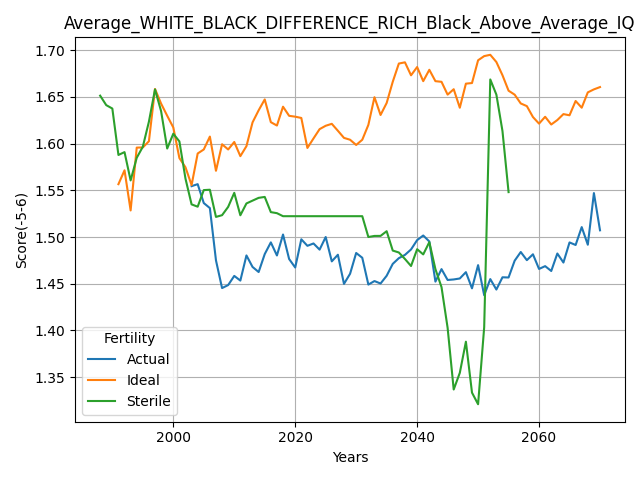 Average_WHITE_BLACK_DIFFERENCE_RICH_Black_Above_Average_IQ
Score(-5-6)
1.70
1.65
1.60
1.55
1.50
1.45
1.40
1.35
Fertility
Actual
Ideal
Sterile
2000
2020
2040
2060
Years